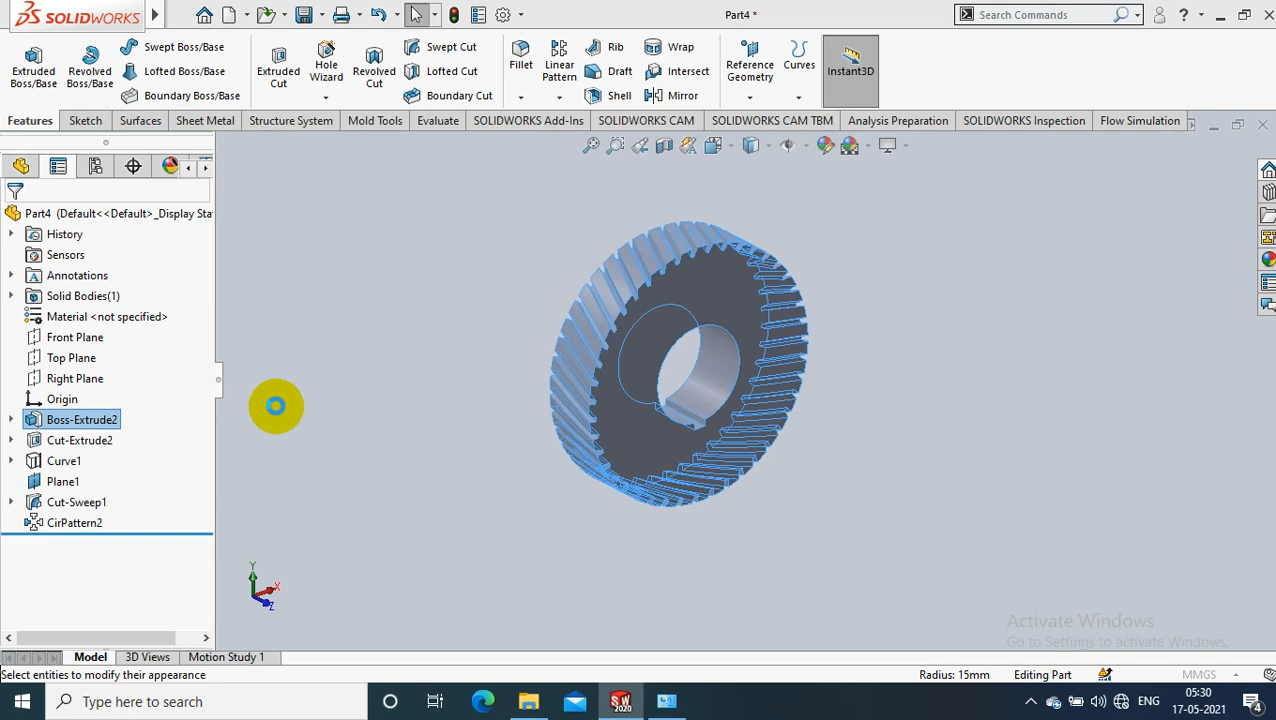 SOLIDWORKS
Part4 *
Search Commands
?
Extruded Boss/Base
Revolved Boss/Base
Swept Boss/Base
Lofted Boss/Base
Boundary Boss/Base
Extruded Cut
Hole Wizard
Revolved Cut
Swept Cut
Lofted Cut
Boundary Cut
Fillet
Linear Pattern
Rib
Draft
Shell
Wrap
Intersect
Mirror
Reference Geometry
Curves
Instant3D
Features
Sketch
Surfaces
Sheet Metal
Structure System
Mold Tools
Evaluate
SOLIDWORKS Add-Ins
SOLIDWORKS CAM
SOLIDWORKS CAM TBM
Analysis Preparation
SOLIDWORKS Inspection
Flow Simulation
Part4 (Default<<Default>_Display Sta
History
Sensors
Annotations
Solid Bodies(1)
Material <not specified>
Front Plane
Top Plane
Right Plane
Origin
Boss-Extrude2
Cut-Extrude2
Curve1
Plane1
Cut-Sweep1
CirPattern2
Y
X
Z
Activate Windows
Go to Settings to activate Windows.
Model
3D Views
Motion Study 1
Select entities to modify their appearance
Radius: 15mm
Editing Part
MMGS
Type here to search
SW
2020
ENG
05:30
17-05-2021
4